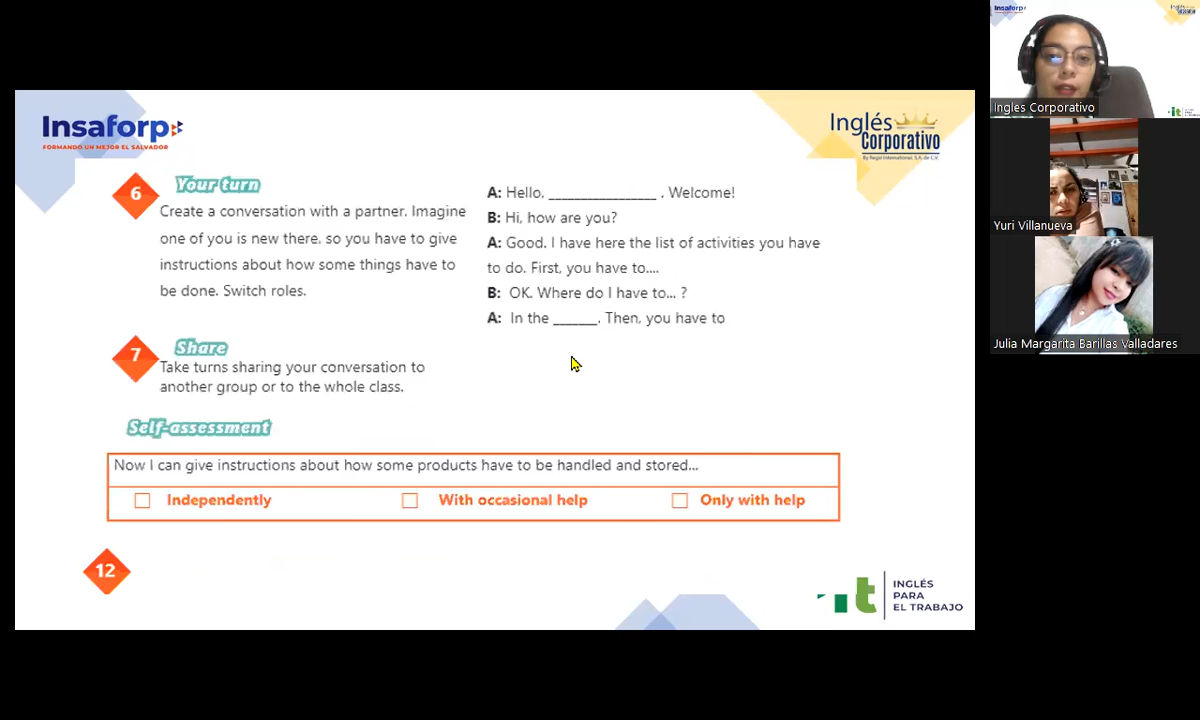 Insaforp
FORMANDO UN MEJOR EL SALVADOR
Inglés
Corporativo
By Regal International, S.A. de C.V.
6
Your turn
Create a conversation with a partner. Imagine
one of you is new there, so you have to give
instructions about how some things have to
be done. Switch roles.
A: Hello, _________________ . Welcome!
B: Hi, how are you?
A: Good. I have here the list of activities you have
to do. First, you have to....
B: OK. Where do I have to... ?
A: In the _______. Then, you have to
7
Share
Take turns sharing your conversation to
another group or to the whole class.
Self-assessment
Now I can give instructions about how some products have to be handled and stored...
Independently
With occasional help
Only with help
12
it
INGLÉS
PARA
EL TRABAJO
Insaforp
Ingles Corporativo
Yuri Villanueva
Julia Margarita Barillas Valladares